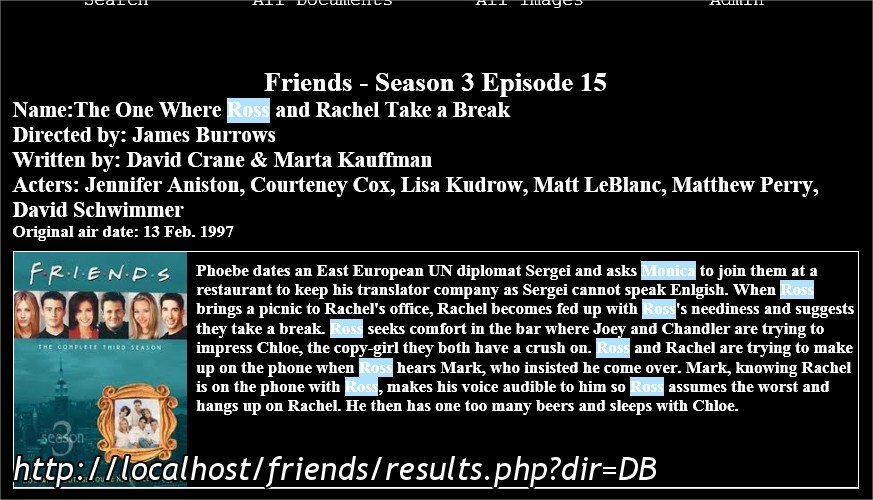 Search All Documents All Images Admin
Friends - Season 3 Episode 15
Name:The One Where Ross and Rachel Take a Break
Directed by: James Burrows
Written by: David Crane & Marta Kauffman
Acters: Jennifer Aniston, Courteney Cox, Lisa Kudrow, Matt LeBlanc, Matthew Perry,
David Schwimmer
Original air date: 13 Feb. 1997
F·R·I·E·N·D·S
THE COMPLETE THIRD SEASON
season 3
Phoebe dates an East European UN diplomat Sergei and asks Monica to join them at a
restaurant to keep his translator company as Sergei cannot speak Enlgish. When Ross
brings a picnic to Rachel's office, Rachel becomes fed up with Ross's neediness and suggests
they take a break. Ross seeks comfort in the bar where Joey and Chandler are trying to
impress Chloe, the copy-girl they both have a crush on. Ross and Rachel are trying to make
up on the phone when Ross hears Mark, who insisted he come over. Mark, knowing Rachel
is on the phone with Ross, makes his voice audible to him so Ross assumes the worst and
hangs up on Rachel. He then has one too many beers and sleeps with Chloe.
http://localhost/friends/results.php?dir=DB